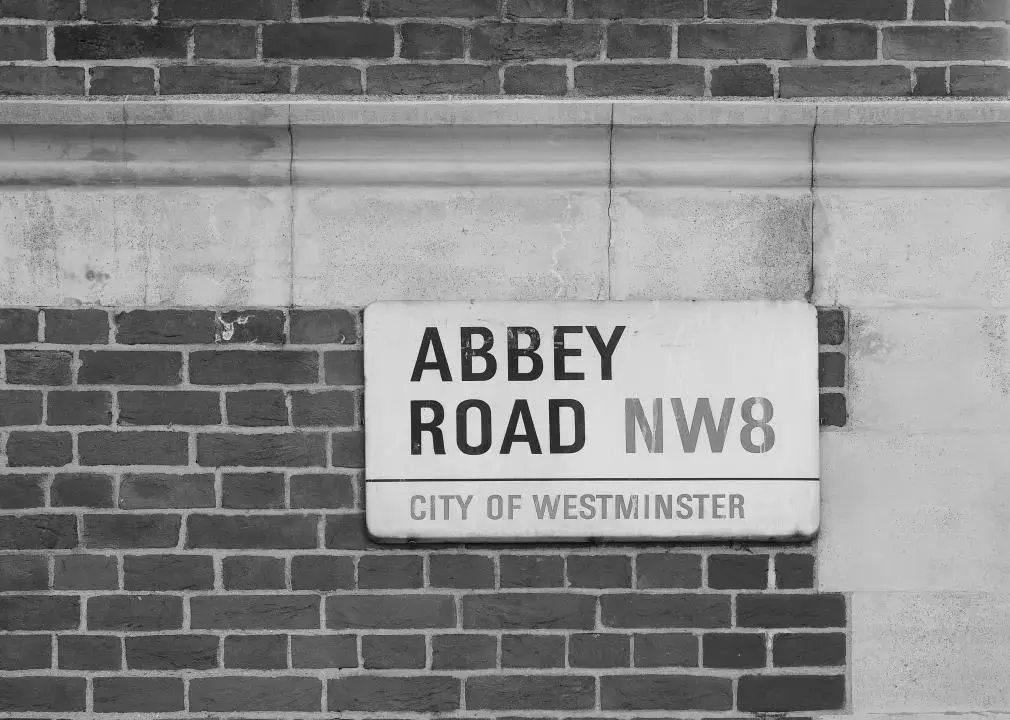 ABBEY
ROAD NW8
CITY OF WESTMINSTER